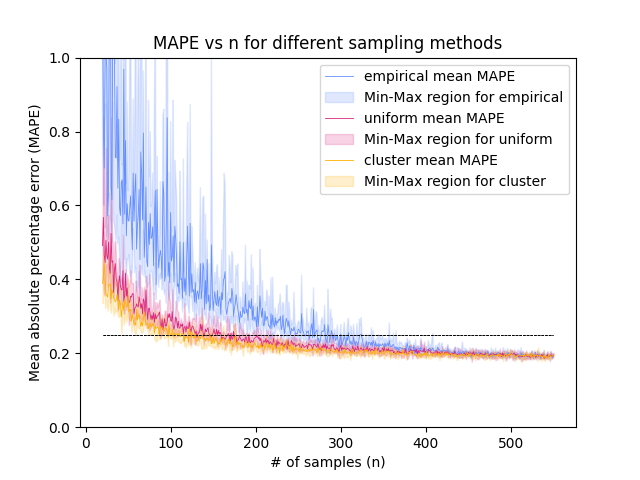 MAPE vs n for different sampling methods
Mean absolute percentage error (MAPE)
1.0
0.8
0.6
0.4
0.2
0.0
empirical mean MAPE
Min-Max region for empirical
uniform mean MAPE
Min-Max region for uniform
cluster mean MAPE
Min-Max region for cluster
0 100 200 300 400 500
# of samples (n)